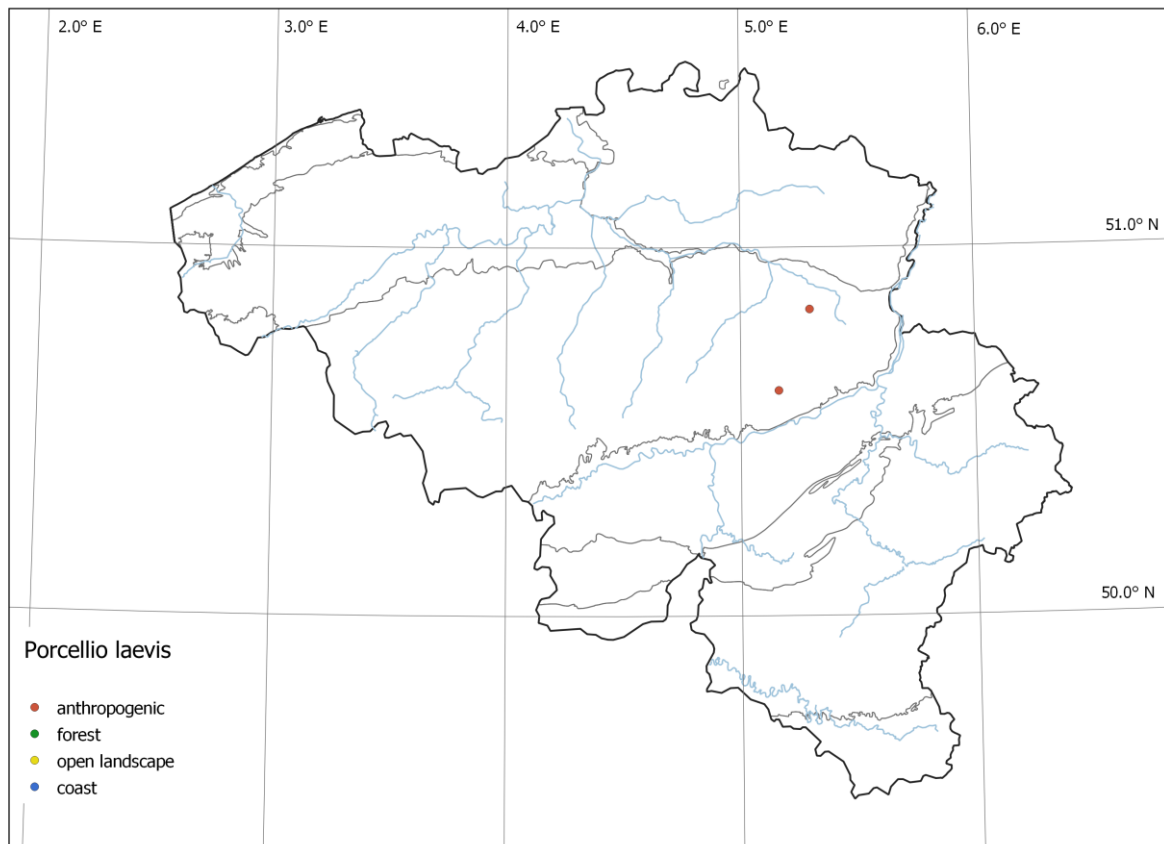 2.0° E
3.0° E
4.0° E
5.0° E
6.0° E
51.0° N
50.0° N
Porcellio laevis
anthropogenic
forest
open landscape
coast